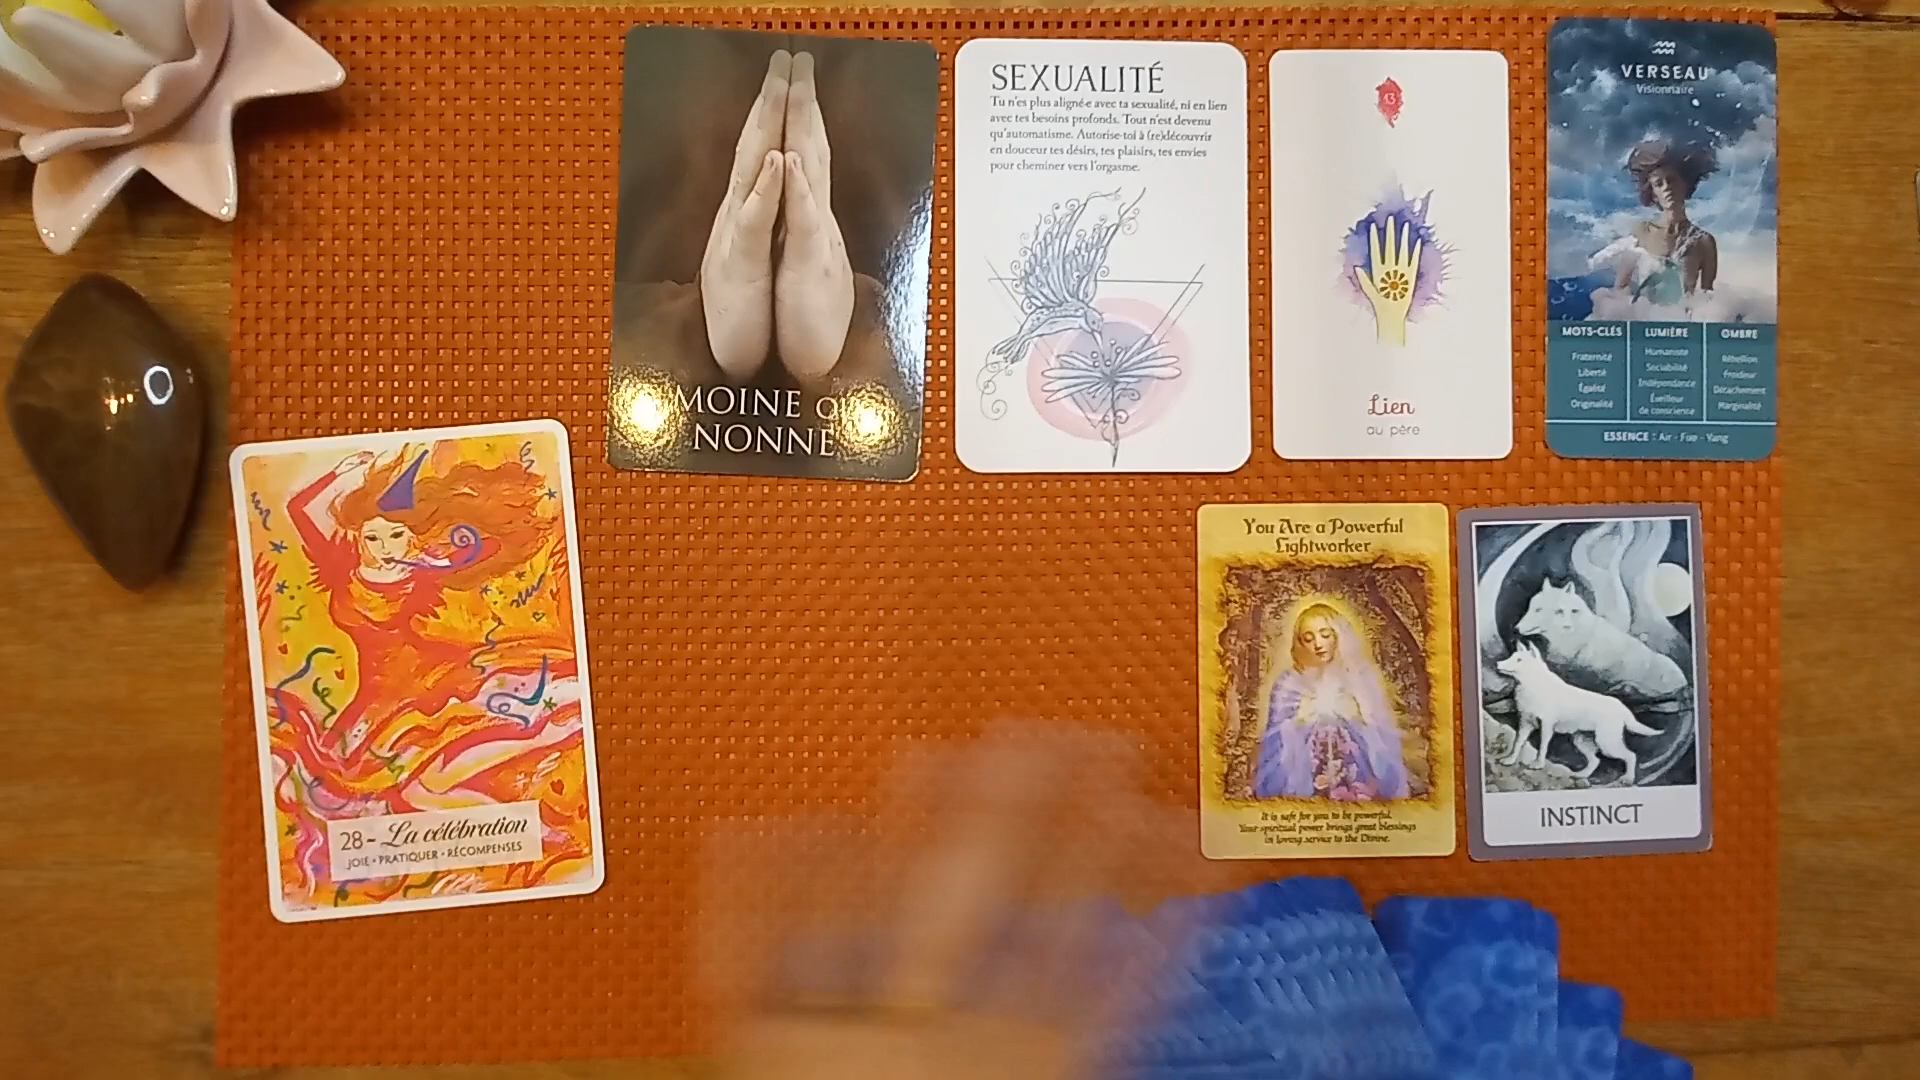 MOINE OU
NONNE
SEXUALITÉ
Tu n'es plus aligné·e avec ta sexualité, ni en lien
avec tes besoins profonds. Tout n'est devenu
qu'automatisme. Autorise-toi à (re)découvrir
en douceur tes désirs, tes plaisirs, tes envies
pour cheminer vers l'orgasme.
13
Lien
au père
VERSEAU
Visionnaire
MOTS-CLÉS
Fraternité
Liberté
Égalité
Originalité
LUMIÈRE
Humaniste
Sociabilité
Indépendance
Éveilleur
de conscience
OMBRE
Rébellion
Froideur
Détachement
Marginalité
ESSENCE : Air - Feu - Yang
28 ~ La célébration
JOIE • PRATIQUER • RÉCOMPENSES
You Are a Powerful
Lightworker
It is safe for you to be powerful.
Your spiritual power brings great blessings
in loving service to the Divine.
INSTINCT